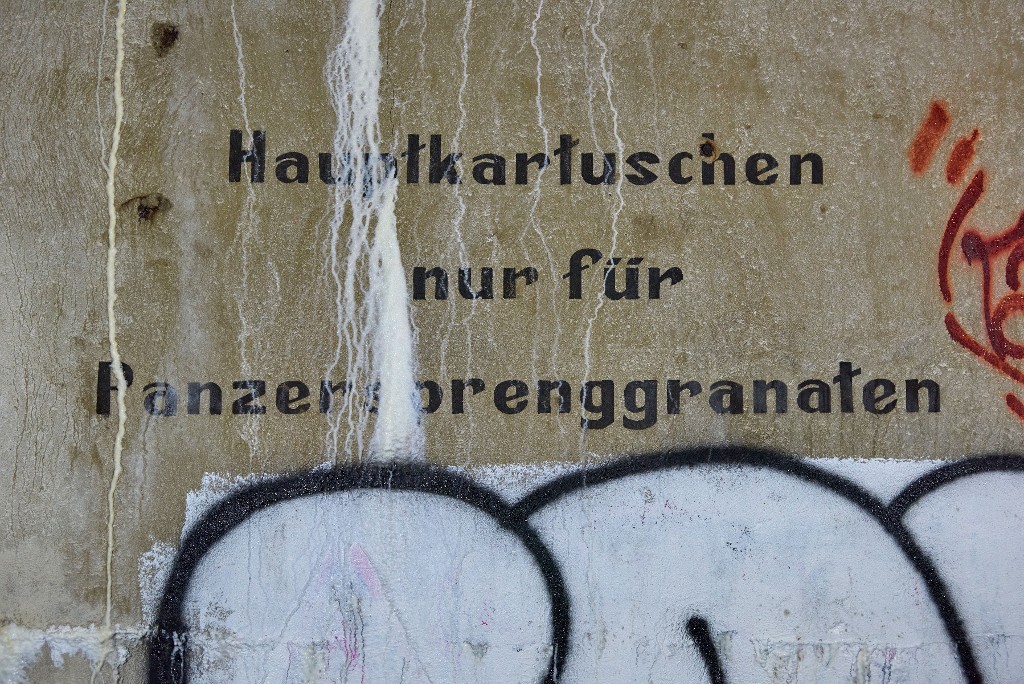 Hauptkartuschen
nur für
Panzersprenggranaten